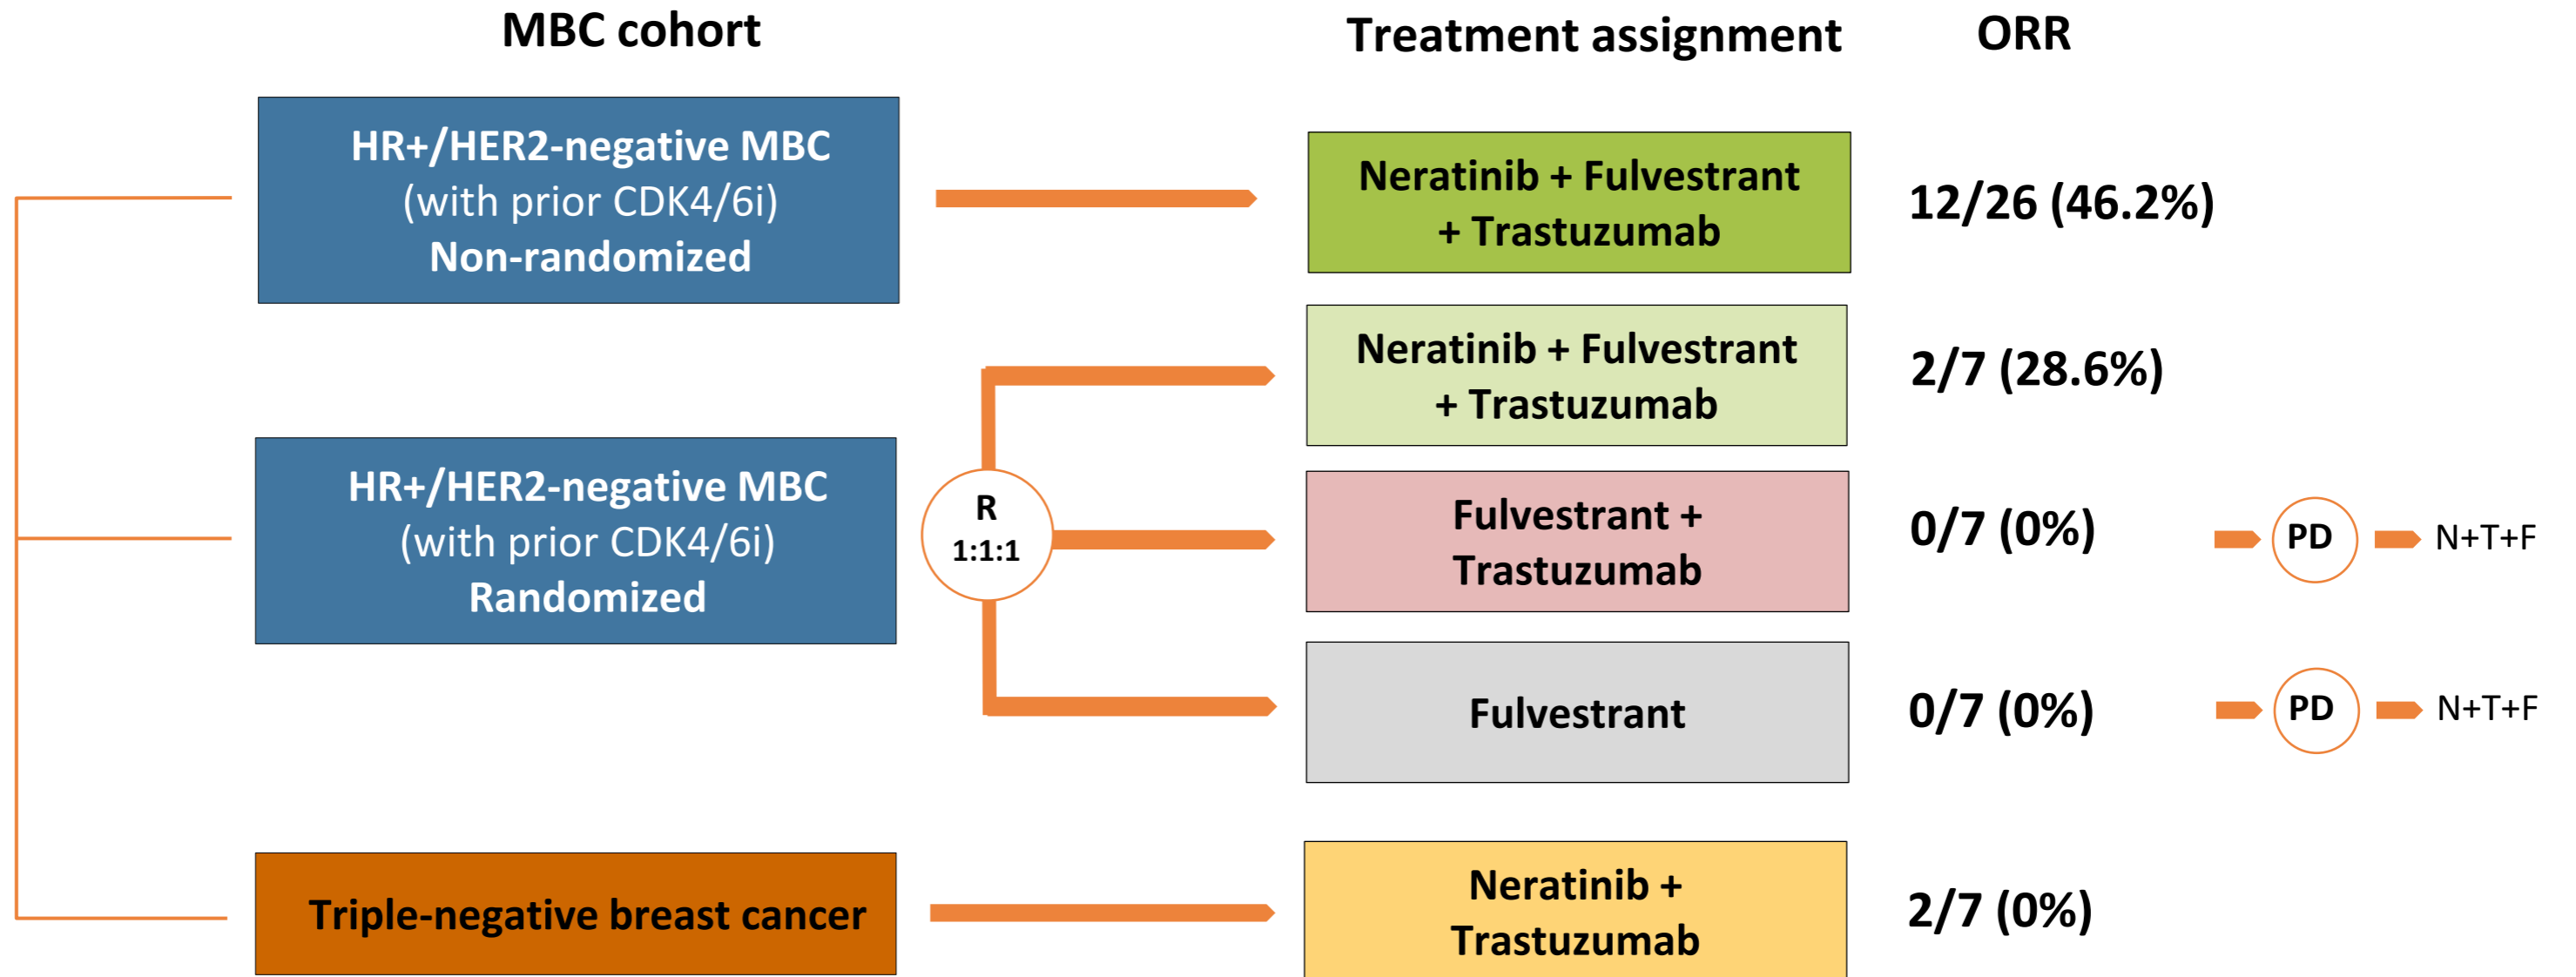 MBC cohort
Treatment assignment
ORR
HR+/HER2-negative MBC
(with prior CDK4/6i)
Non-randomized
Neratinib + Fulvestrant
+ Trastuzumab
12/26 (46.2%)
Neratinib + Fulvestrant
+ Trastuzumab
2/7 (28.6%)
HR+/HER2-negative MBC
(with prior CDK4/6i)
Randomized
R
1:1:1
Fulvestrant +
Trastuzumab
0/7 (0%)
PD
N+T+F
Fulvestrant
0/7 (0%)
PD
N+T+F
Triple-negative breast cancer
Neratinib +
Trastuzumab
2/7 (0%)